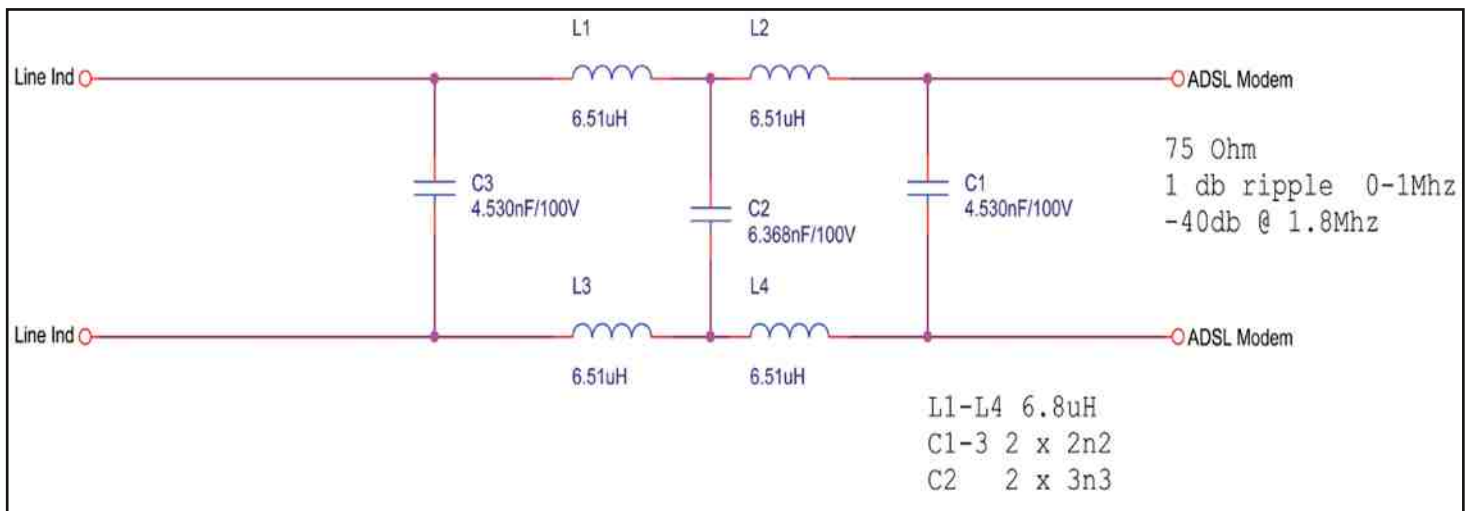 L1
L2
Line Ind
ADSL Modem
6.51uH
6.51uH
75 Ohm
1 db ripple 0-1Mhz
-40db @ 1.8Mhz
C3
4.530nF/100V
C2
6.368nF/100V
C1
4.530nF/100V
L3
L4
Line Ind
ADSL Modem
6.51uH
6.51uH
L1-L4 6.8uH
C1-3 2 x 2n2
C2 2 x 3n3